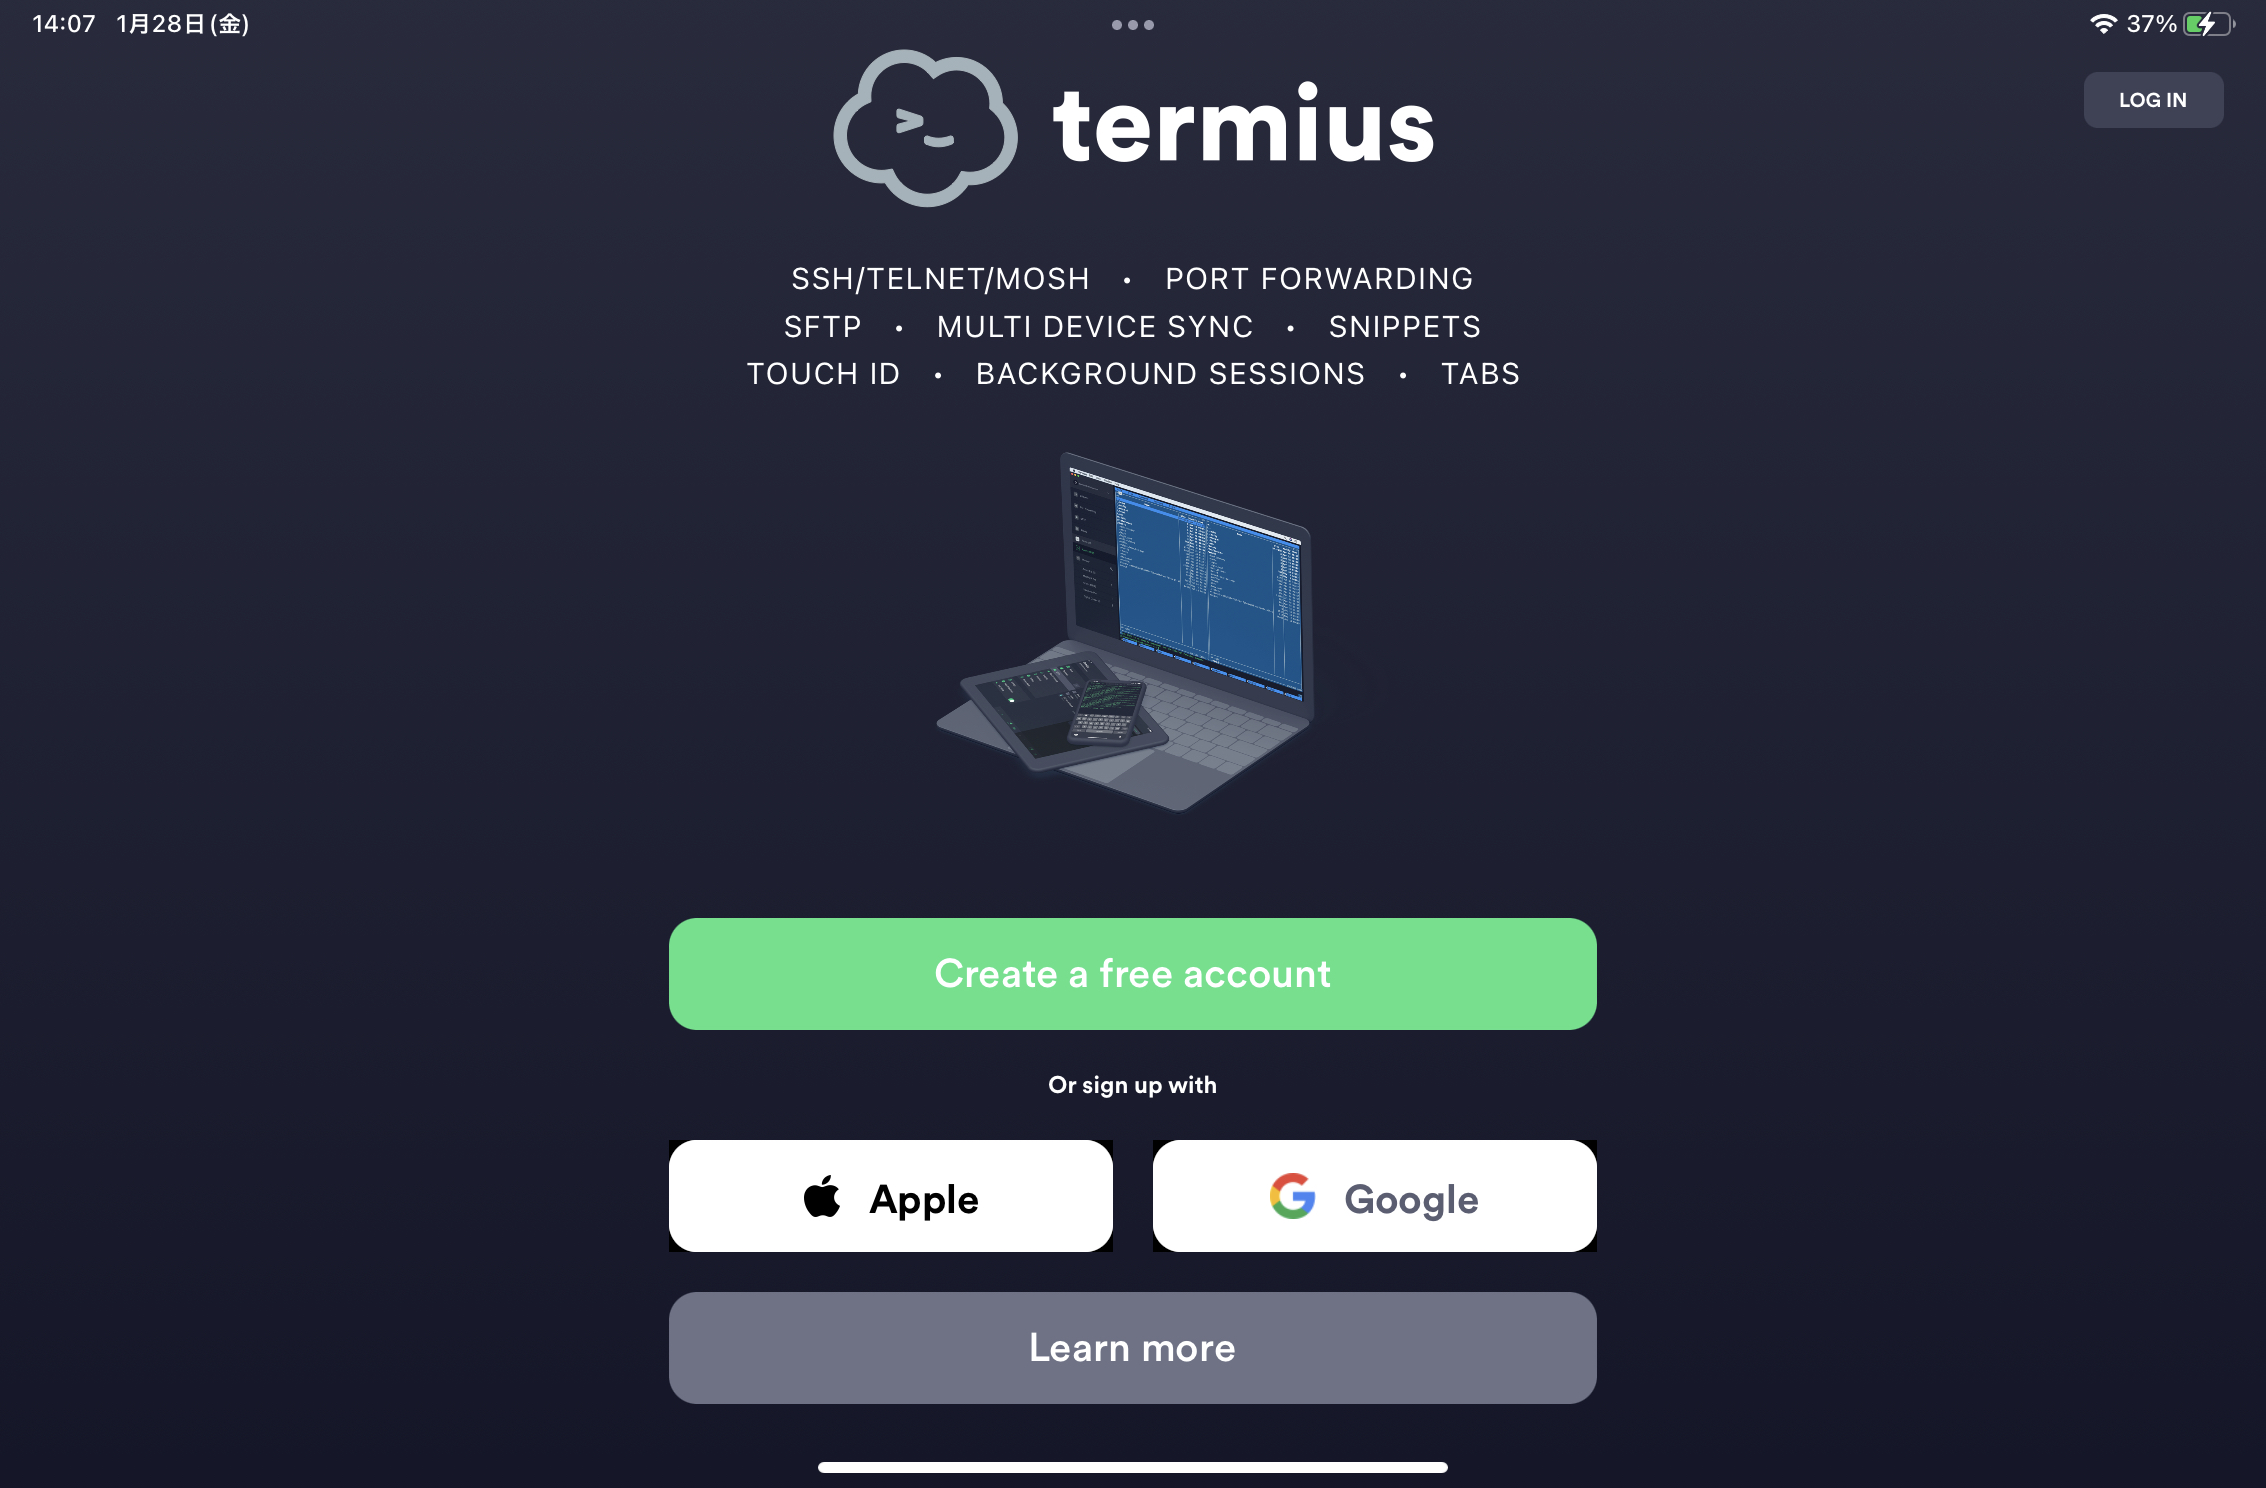 14:07 1月28日(金)
37%
LOG IN
termius
SSH/TELNET/MOSH • PORT FORWARDING
SFTP • MULTI DEVICE SYNC • SNIPPETS
TOUCH ID • BACKGROUND SESSIONS • TABS
Create a free account
Or sign up with
Apple
Google
Learn more